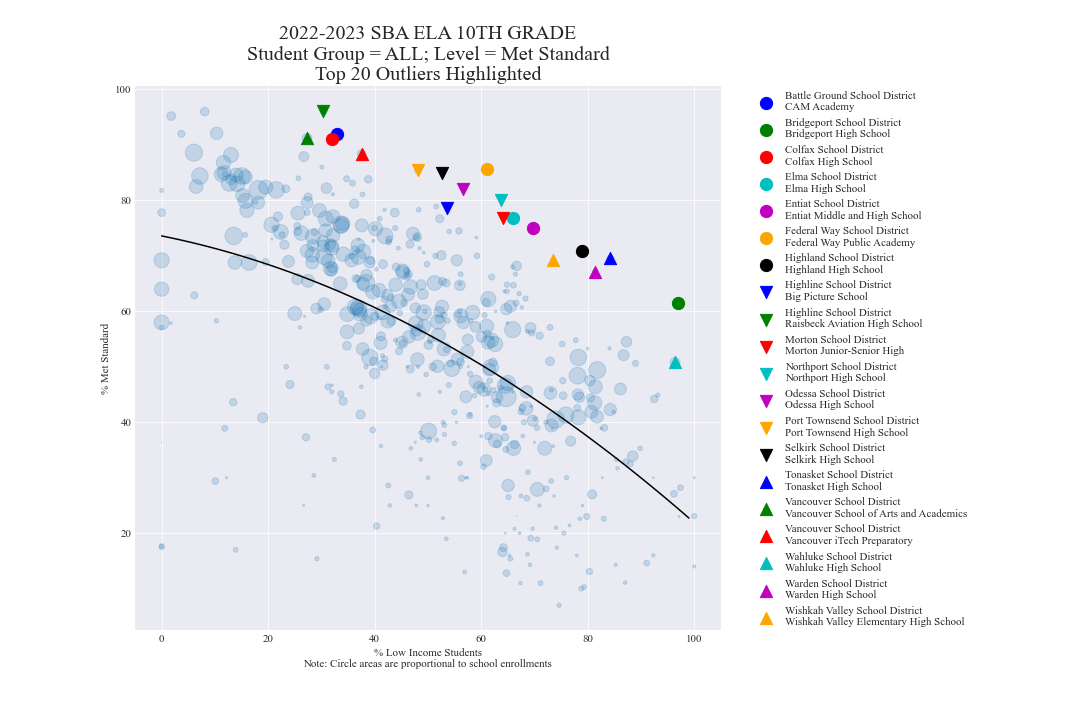 2022-2023 SBA ELA 10TH GRADE
Student Group = ALL; Level = Met Standard
Top 20 Outliers Highlighted
100
80
60
40
20
% Met Standard
0
20
40
60
80
100
% Low Income Students
Note: Circle areas are proportional to school enrollments
Battle Ground School District
CAM Academy
Bridgeport School District
Bridgeport High School
Colfax School District
Colfax High School
Elma School District
Elma High School
Entiat School District
Entiat Middle and High School
Federal Way School District
Federal Way Public Academy
Highland School District
Highland High School
Highline School District
Big Picture School
Highline School District
Raisbeck Aviation High School
Morton School District
Morton Junior-Senior High
Northport School District
Northport High School
Odessa School District
Odessa High School
Port Townsend School District
Port Townsend High School
Selkirk School District
Selkirk High School
Tonasket School District
Tonasket High School
Vancouver School District
Vancouver School of Arts and Academics
Vancouver School District
Vancouver iTech Preparatory
Wahluke School District
Wahluke High School
Warden School District
Warden High School
Wishkah Valley School District
Wishkah Valley Elementary High School